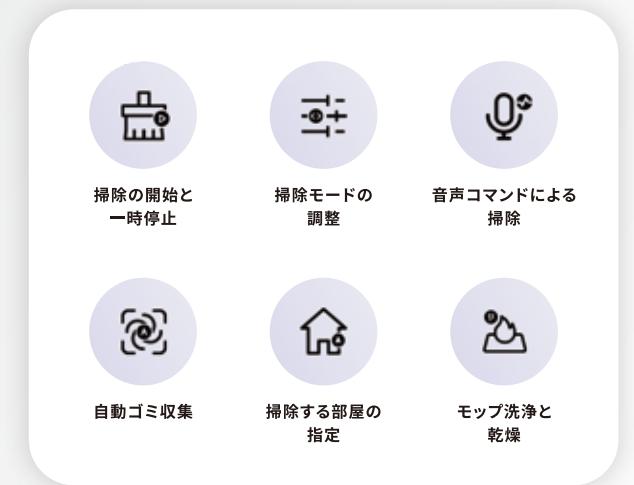 掃除の開始と
一時停止
掃除モードの
調整
音声コマンドによる
掃除
自動ゴミ収集
掃除する部屋の
指定
モップ洗浄と
乾燥